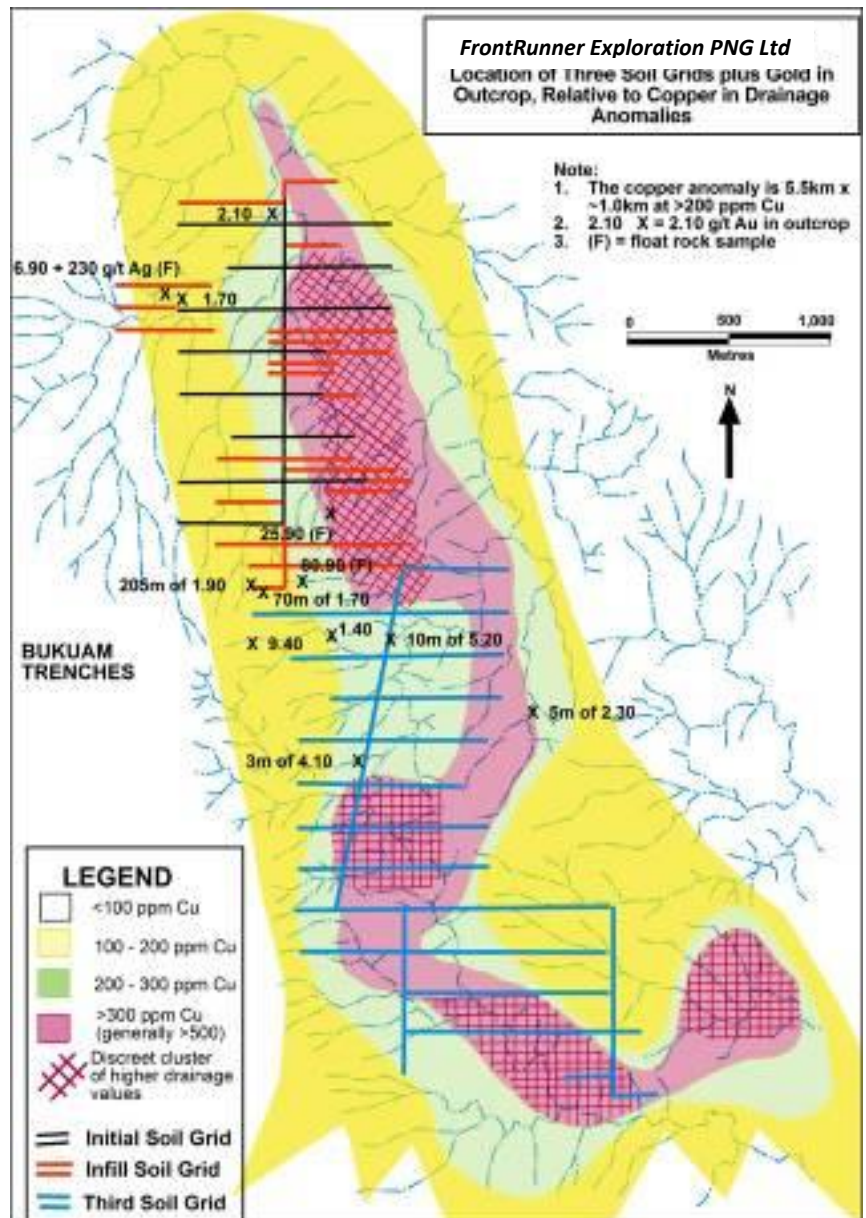 FrontRunner Exploration PNG Ltd
Location of Three Soil Grids plus Gold in
Outcrop, Relative to Copper in Drainage
Anomalies
Note:
1. The copper anomaly is 5.5km x
~1.0km at >200 ppm Cu
2. 2.10 X = 2.10 g/t Au in outcrop
3. (F) = float rock sample
0 500 1,000
Metres
N
2.10 X
6.90 + 230 g/t Ag (F)
X X 1.70
X
25.90 (F)
80.90 (F)
205m of 1.90 X X X
70m of 1.70
X 9.40
X 1.40
X 10m of 5.20
X 5m of 2.30
3m of 4.10 X
BUKUAM
TRENCHES
LEGEND
<100 ppm Cu
100 - 200 ppm Cu
200 - 300 ppm Cu
>300 ppm Cu
(generally >500)
Discreet cluster
of higher drainage
values
Initial Soil Grid
Infill Soil Grid
Third Soil Grid